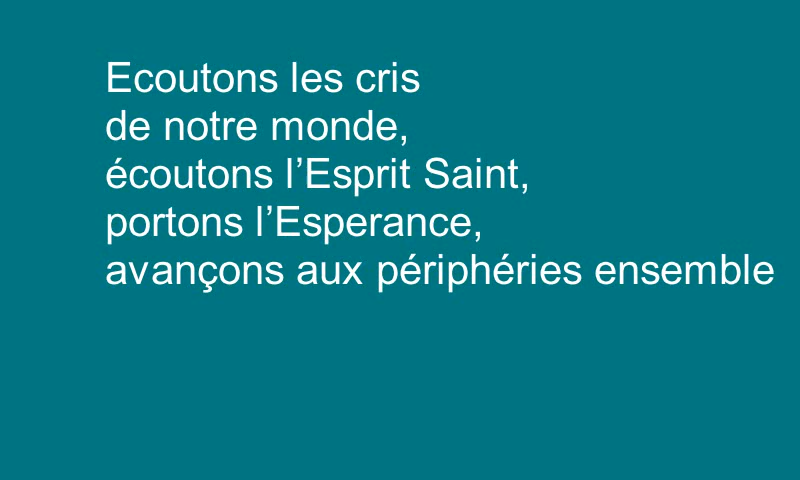 Ecoutons les cris
de notre monde,
écoutons l’Esprit Saint,
portons l’Esperance,
avançons aux périphéries ensemble